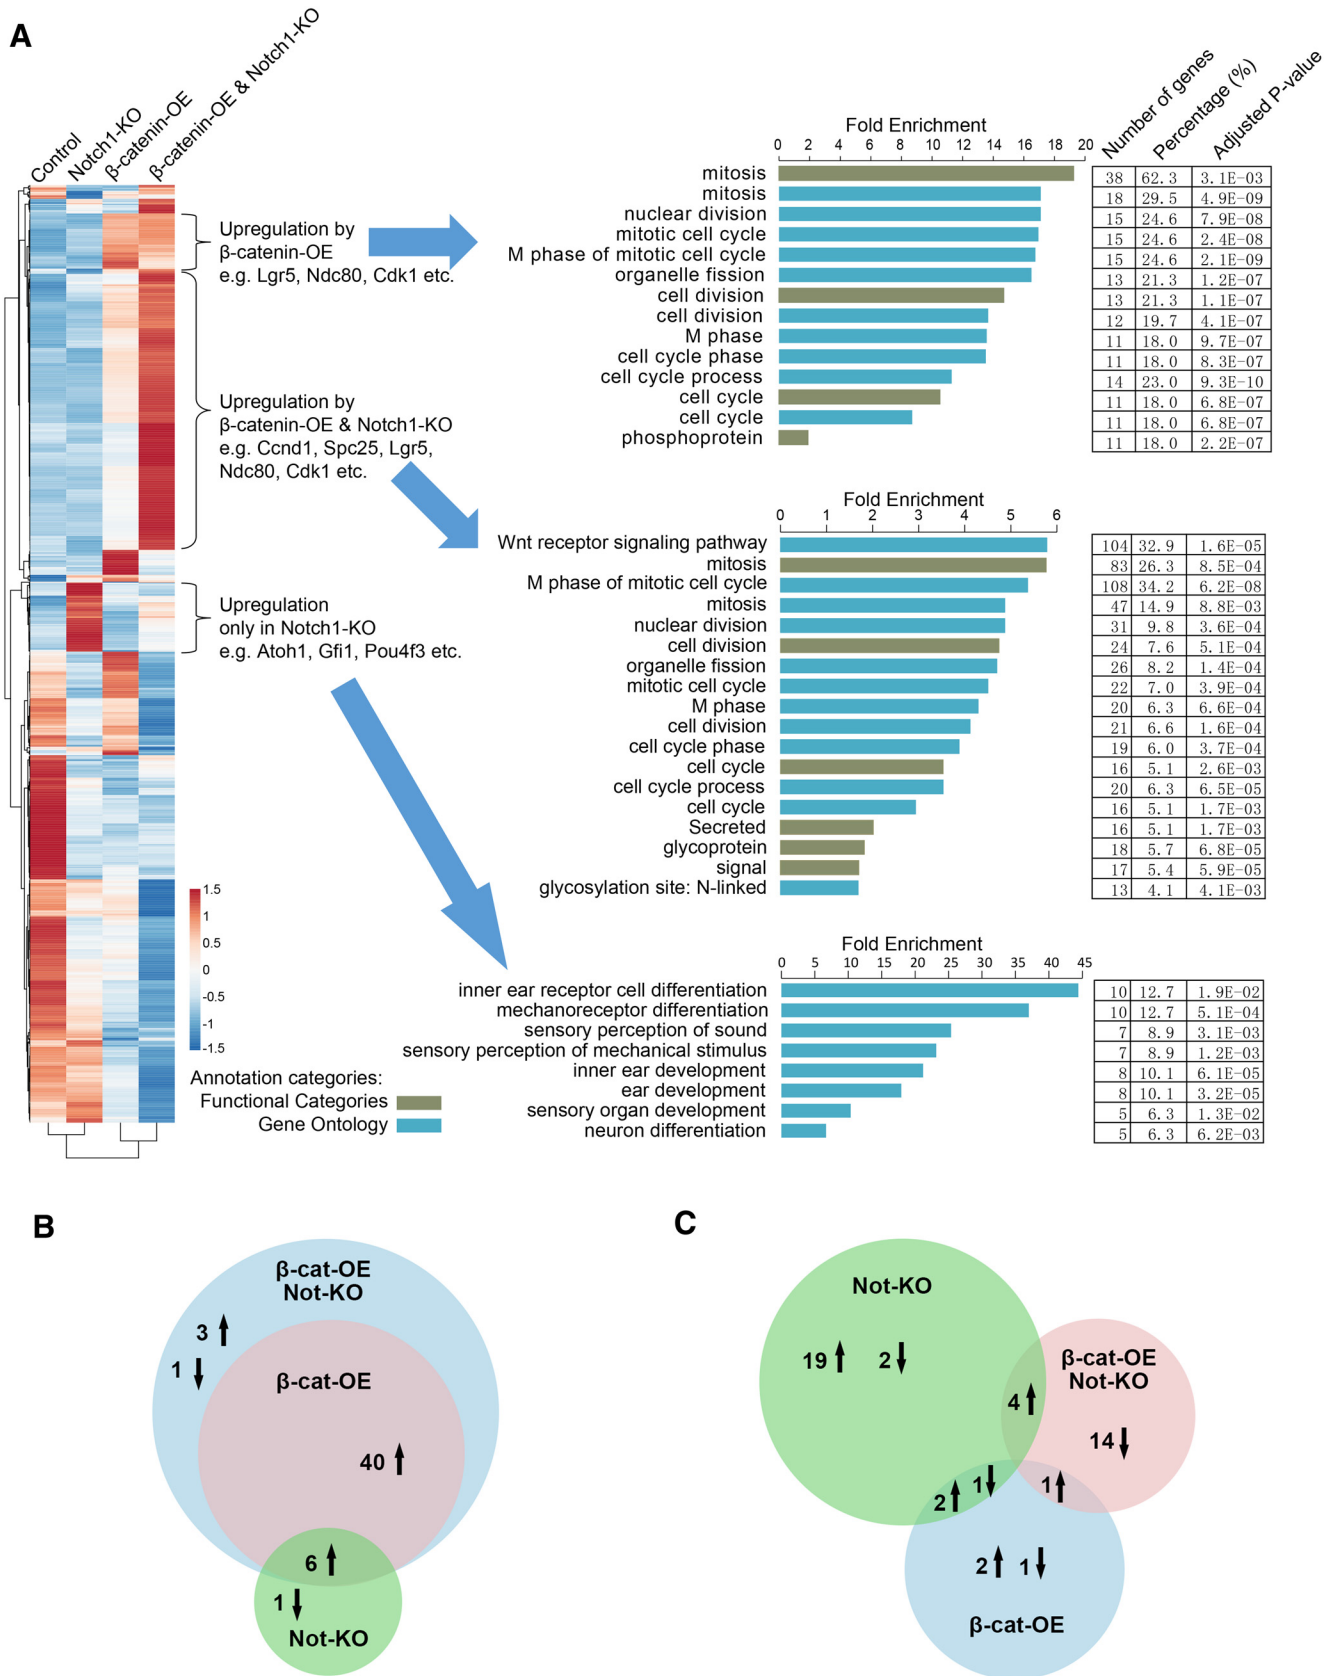 A
Control
Notch1-KO
β-catenin-OE
β-catenin-OE & Notch1-KO
Upregulation by
β-catenin-OE
e.g. Lgr5, Ndc80, Cdk1 etc.
Upregulation by
β-catenin-OE & Notch1-KO
e.g. Ccnd1, Spc25, Lgr5,
Ndc80, Cdk1 etc.
Upregulation
only in Notch1-KO
e.g. Atoh1, Gfi1, Pou4f3 etc.
1.5
1
0.5
0
-0.5
-1
-1.5
Annotation categories:
Functional Categories
Gene Ontology
Number of genes
Percentage (%)
Adjusted P-value
Fold Enrichment
0 2 4 6 8 10 12 14 16 18 20
mitosis 38 62.3 3.1E-03
mitosis 18 29.5 4.9E-09
nuclear division 15 24.6 7.9E-08
mitotic cell cycle 15 24.6 2.4E-08
M phase of mitotic cell cycle 15 24.6 2.1E-09
organelle fission 13 21.3 1.2E-07
cell division 13 21.3 1.1E-07
cell division 12 19.7 4.1E-07
M phase 11 18.0 9.7E-07
cell cycle phase 11 18.0 8.3E-07
cell cycle process 14 23.0 9.3E-10
cell cycle 11 18.0 6.8E-07
cell cycle 11 18.0 6.8E-07
phosphoprotein 11 18.0 2.2E-07
Fold Enrichment
0 1 2 3 4 5 6
Wnt receptor signaling pathway 104 32.9 1.6E-05
mitosis 83 26.3 8.5E-04
M phase of mitotic cell cycle 108 34.2 6.2E-08
mitosis 47 14.9 8.8E-03
nuclear division 31 9.8 3.6E-04
cell division 24 7.6 5.1E-04
organelle fission 26 8.2 1.4E-04
mitotic cell cycle 22 7.0 3.9E-04
M phase 20 6.3 6.6E-04
cell division 21 6.6 1.6E-04
cell cycle phase 19 6.0 3.7E-04
cell cycle 16 5.1 2.6E-03
cell cycle process 20 6.3 6.5E-05
cell cycle 16 5.1 1.7E-03
Secreted 16 5.1 1.7E-03
glycoprotein 18 5.7 6.8E-05
signal 17 5.4 5.9E-05
glycosylation site: N-linked 13 4.1 4.1E-03
Fold Enrichment
0 5 10 15 20 25 30 35 40 45
inner ear receptor cell differentiation 10 12.7 1.9E-02
mechanoreceptor differentiation 10 12.7 5.1E-04
sensory perception of sound 7 8.9 3.1E-03
sensory perception of mechanical stimulus 7 8.9 1.2E-03
inner ear development 8 10.1 6.1E-05
ear development 8 10.1 3.2E-05
sensory organ development 5 6.3 1.3E-02
neuron differentiation 5 6.3 6.2E-03
B
β-cat-OE
Not-KO
3
1
β-cat-OE
40
6
1
Not-KO
C
Not-KO
19 2
β-cat-OE
Not-KO
4
14
2 1 1
2 1
β-cat-OE